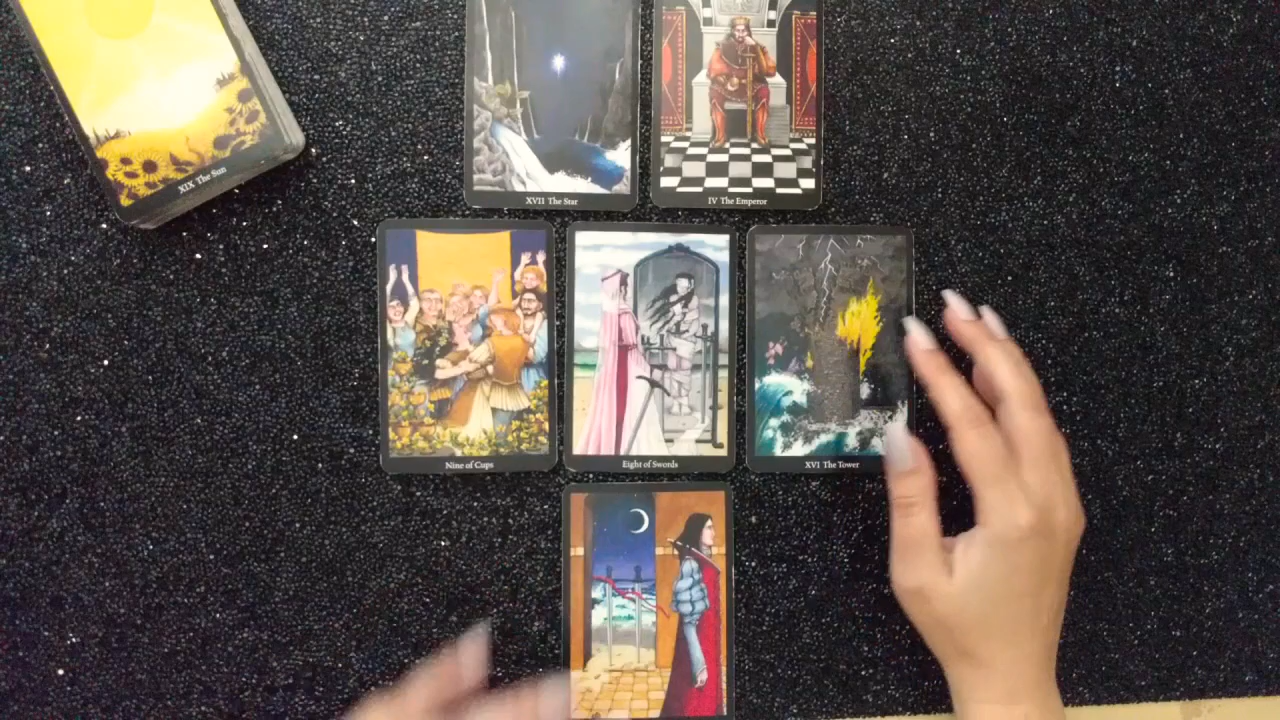 XIX The Sun
XVII The Star
IV The Emperor
Nine of Cups
Eight of Swords
XVI The Tower